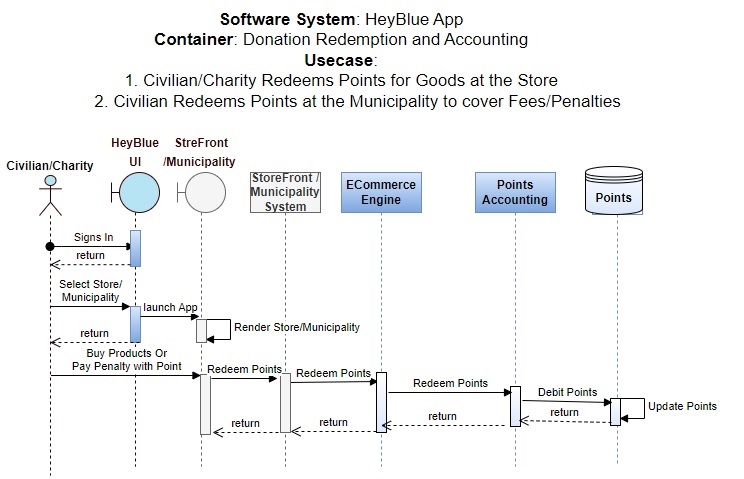 Software System: HeyBlue App
Container: Donation Redemption and Accounting
Usecase:
1. Civilian/Charity Redeems Points for Goods at the Store
2. Civilian Redeems Points at the Municipality to cover Fees/Penalties
Civilian/Charity
HeyBlue
UI
StreFront
/Municipality
StoreFront /
Municipality
System
ECommerce
Engine
Points
Accounting
Points
Signs In
return
Select Store/
Municipality
launch App
Render Store/Municipality
return
Buy Products Or
Pay Penalty with Point
Redeem Points
Redeem Points
Redeem Points
Debit Points
Update Points
return
return
return
return